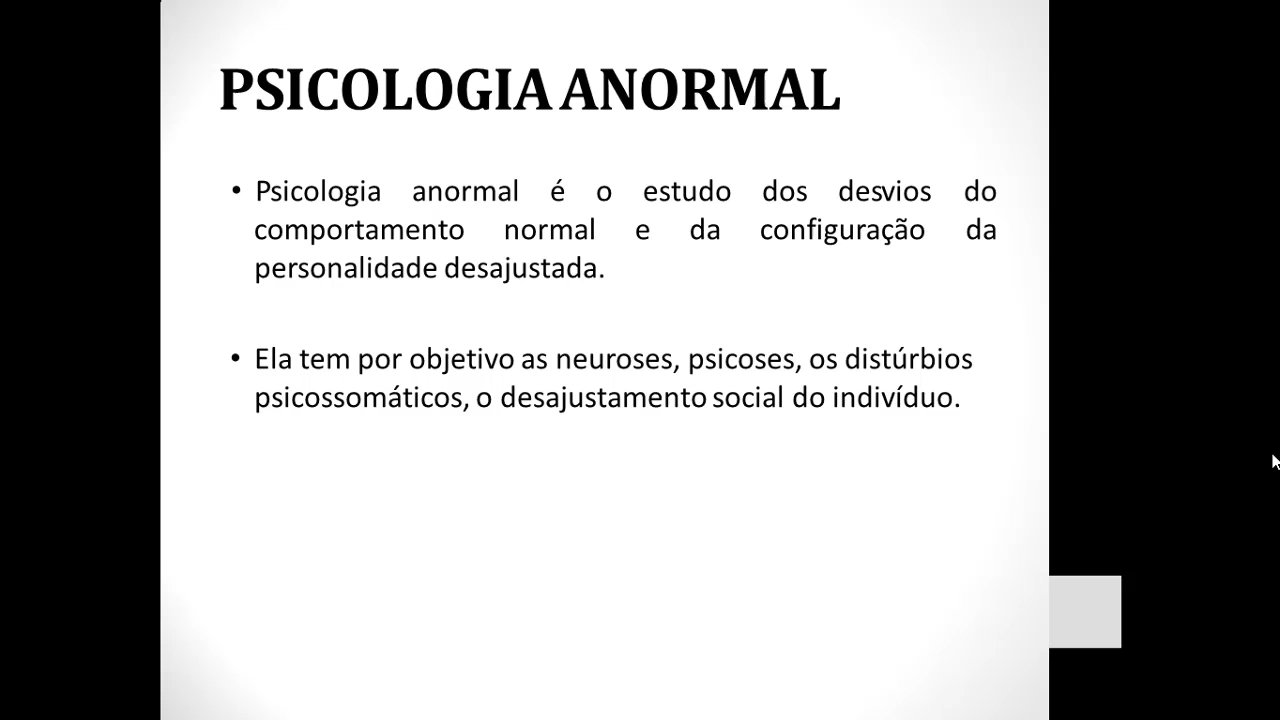 PSICOLOGIA ANORMAL
• Psicologia anormal é o estudo dos desvios do
comportamento normal e da configuração da
personalidade desajustada.
• Ela tem por objetivo as neuroses, psicoses, os distúrbios
psicossomáticos, o desajustamento social do indivíduo.